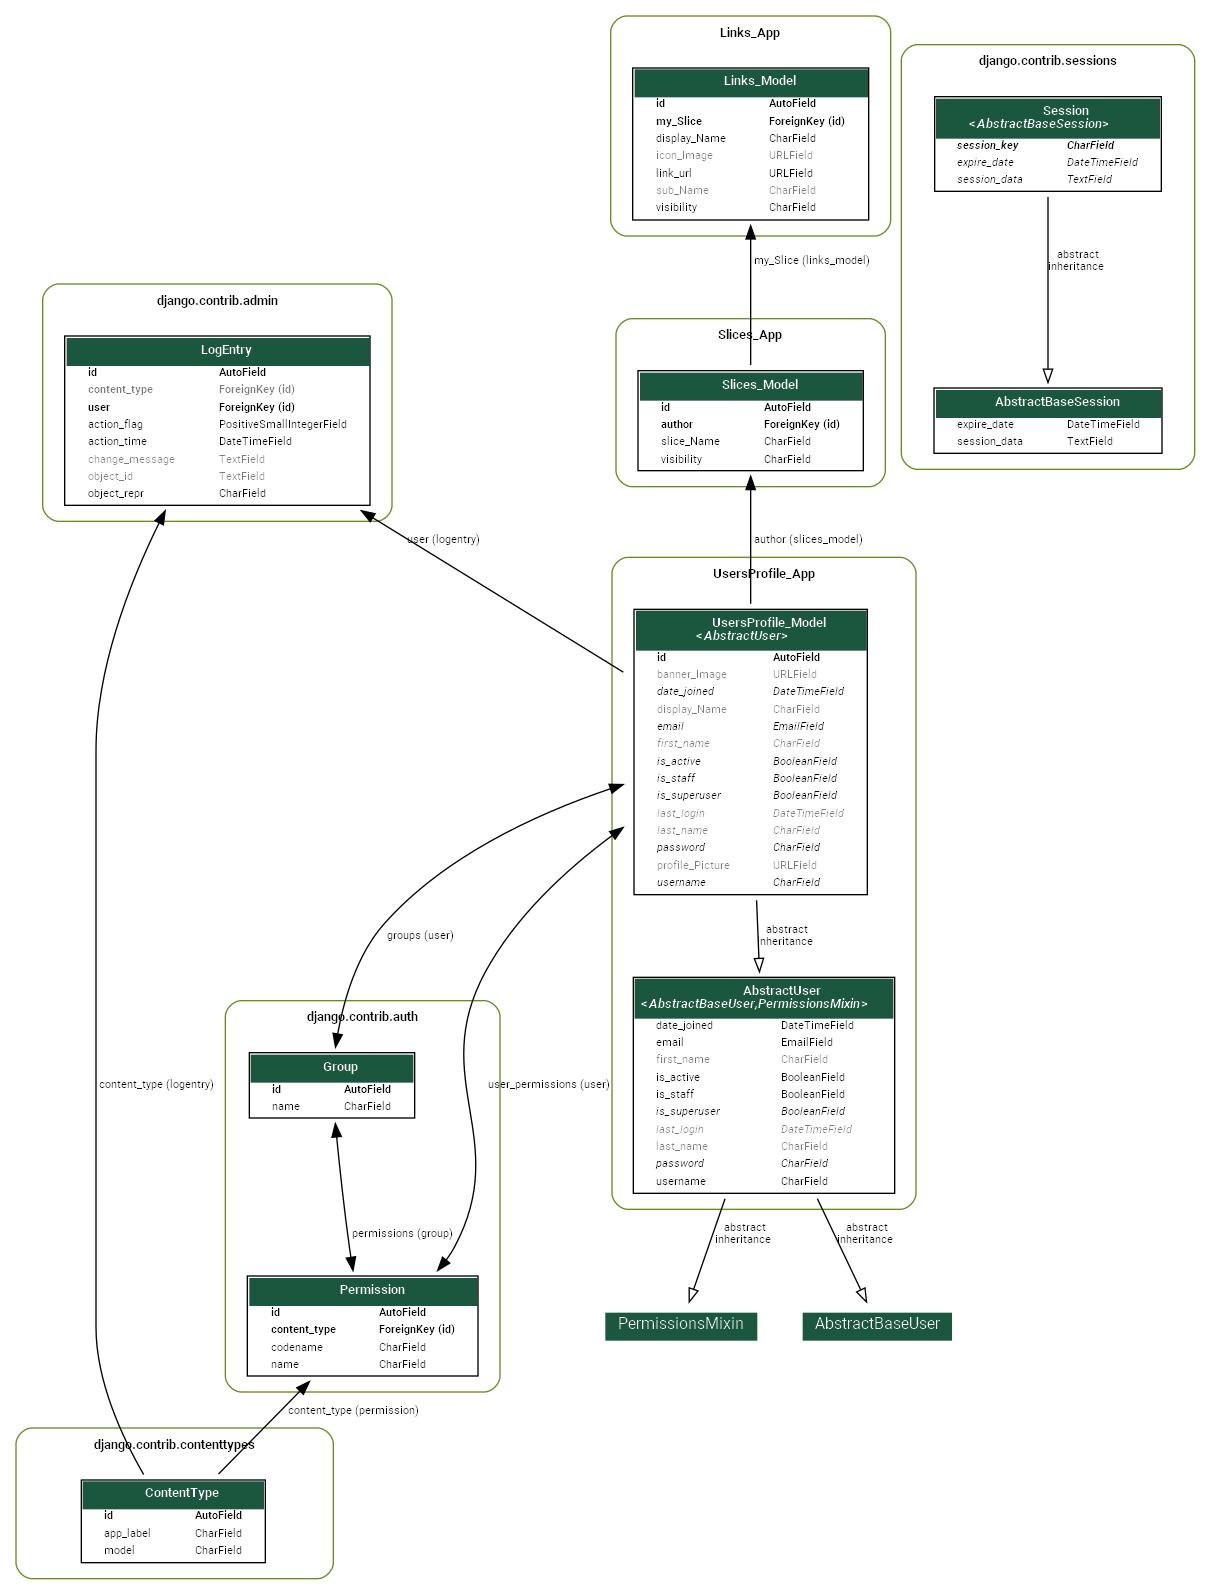 Links_App
Links_Model
id AutoField
my_Slice ForeignKey (id)
display_Name CharField
icon_Image URLField
link_url URLField
sub_Name CharField
visibility CharField
my_Slice (links_model)
django.contrib.sessions
Session
<AbstractBaseSession>
session_key CharField
expire_date DateTimeField
session_data TextField
abstract
inheritance
AbstractBaseSession
expire_date DateTimeField
session_data TextField
django.contrib.admin
LogEntry
id AutoField
content_type ForeignKey (id)
user ForeignKey (id)
action_flag PositiveSmallIntegerField
action_time DateTimeField
change_message TextField
object_id TextField
object_repr CharField
user (logentry)
Slices_App
Slices_Model
id AutoField
author ForeignKey (id)
slice_Name CharField
visibility CharField
author (slices_model)
UsersProfile_App
UsersProfile_Model
<AbstractUser>
id AutoField
banner_Image URLField
date_joined DateTimeField
display_Name CharField
email EmailField
first_name CharField
is_active BooleanField
is_staff BooleanField
is_superuser BooleanField
last_login DateTimeField
last_name CharField
password CharField
profile_Picture URLField
username CharField
abstract
inheritance
AbstractUser
<AbstractBaseUser,PermissionsMixin>
date_joined DateTimeField
email EmailField
first_name CharField
is_active BooleanField
is_staff BooleanField
is_superuser BooleanField
last_login DateTimeField
last_name CharField
password CharField
username CharField
abstract
inheritance
abstract
inheritance
PermissionsMixin
AbstractBaseUser
groups (user)
django.contrib.auth
Group
id AutoField
name CharField
content_type (logentry)
user_permissions (user)
permissions (group)
Permission
id AutoField
content_type ForeignKey (id)
codename CharField
name CharField
content_type (permission)
django.contrib.contenttypes
ContentType
id AutoField
app_label CharField
model CharField